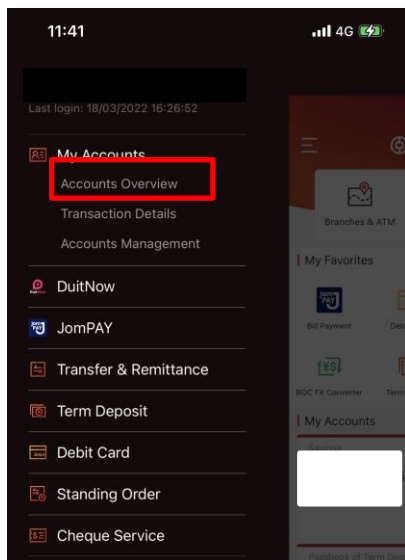 11:41
4G
Last login: 18/03/2022 16:26:52
My Accounts
Accounts Overview
Transaction Details
Accounts Management
DuitNow
JomPAY
Transfer & Remittance
Term Deposit
Debit Card
Standing Order
Cheque Service
Branches & ATM
My Favorites
Bill Payment
BOC FX Converter
My Accounts
Savings